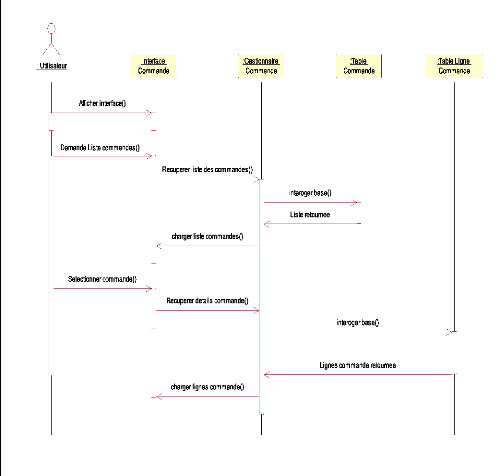 : Utilisateur
: Interface
Commande
: Gestionnaire
Commande
: Table
Commande
: Table Ligne
Commande
Afficher interface()
Demande Liste commandes()
Recuperer liste des commandes()
interoger base()
Liste retournee
charger liste commandes()
Selectionner commande()
Recuperer details commande()
interoger base()
Lignes commande retournee
charger lignes commande()